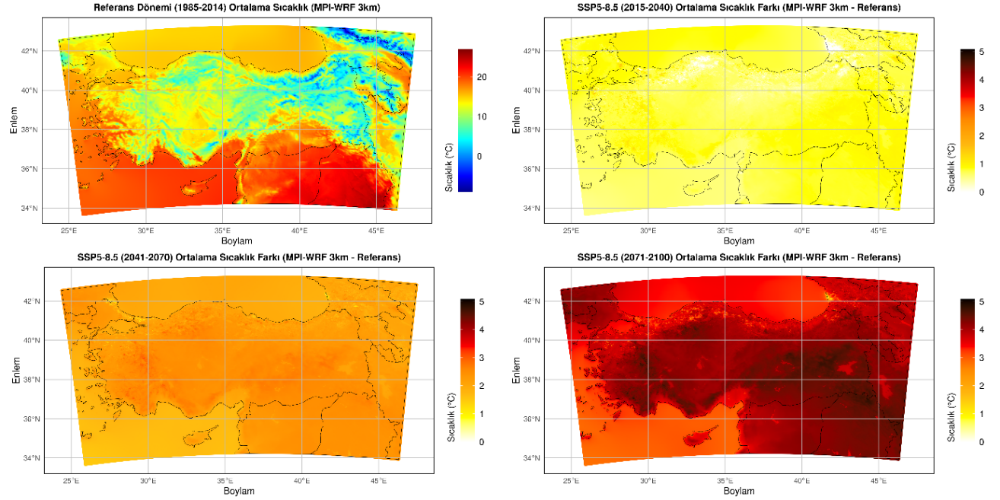 Referans Dönemi (1985-2014) Ortalama Sıcaklık (MPI-WRF 3km)
42°N
40°N
38°N
36°N
34°N
Enlem
25°E
30°E
35°E
40°E
45°E
Boylam
20
10
0
Sıcaklık (°C)
SSP5-8.5 (2015-2040) Ortalama Sıcaklık Farkı (MPI-WRF 3km - Referans)
42°N
40°N
38°N
36°N
34°N
Enlem
25°E
30°E
35°E
40°E
45°E
Boylam
5
4
3
2
1
0
Sıcaklık (°C)
SSP5-8.5 (2041-2070) Ortalama Sıcaklık Farkı (MPI-WRF 3km - Referans)
42°N
40°N
38°N
36°N
34°N
Enlem
25°E
30°E
35°E
40°E
45°E
Boylam
5
4
3
2
1
0
Sıcaklık (°C)
SSP5-8.5 (2071-2100) Ortalama Sıcaklık Farkı (MPI-WRF 3km - Referans)
42°N
40°N
38°N
36°N
34°N
Enlem
25°E
30°E
35°E
40°E
45°E
Boylam
5
4
3
2
1
0
Sıcaklık (°C)